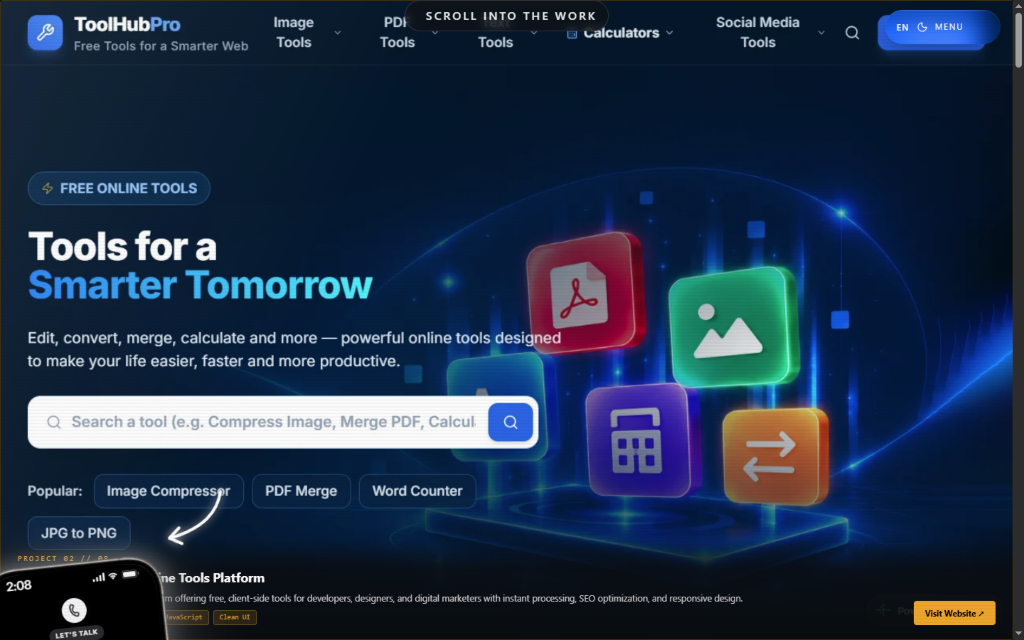 SCROLL INTO THE WORK
ToolHubPro
Free Tools for a Smarter Web
Image
Tools
PDF
Tools
Tools
Calculators
Social Media
Tools
EN
MENU
FREE ONLINE TOOLS
Tools for a
Smarter Tomorrow
Edit, convert, merge, calculate and more — powerful online tools designed
to make your life easier, faster and more productive.
Search a tool (e.g. Compress Image, Merge PDF, Calcul
Popular:
Image Compressor
PDF Merge
Word Counter
JPG to PNG
PROJECT 02 //
ine Tools Platform
offering free, client-side tools for developers, designers, and digital marketers with instant processing, SEO optimization, and responsive design.
JavaScript
Clean UI
2:08
LET'S TALK
Visit Website ↗